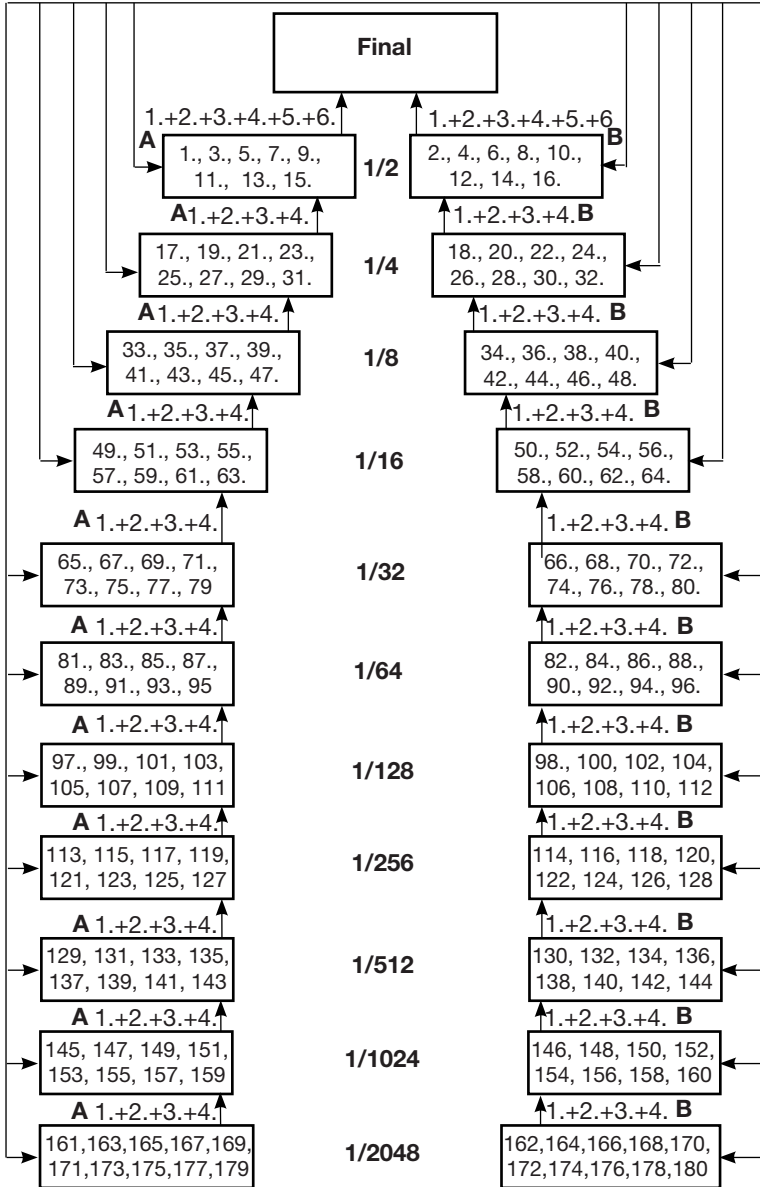 Final
1.+2.+3.+4.+5.+6.
1.+2.+3.+4.+5.+6
A
B
1., 3., 5., 7., 9.,
11., 13., 15.
1/2
2., 4., 6., 8., 10.,
12., 14., 16.
A 1.+2.+3.+4.
1.+2.+3.+4. B
17., 19., 21., 23.,
25., 27., 29., 31.
1/4
18., 20., 22., 24.,
26., 28., 30., 32.
A 1.+2.+3.+4.
1.+2.+3.+4. B
33., 35., 37., 39.,
41., 43., 45., 47.
1/8
34., 36., 38., 40.,
42., 44., 46., 48.
A 1.+2.+3.+4.
1.+2.+3.+4. B
49., 51., 53., 55.,
57., 59., 61., 63.
1/16
50., 52., 54., 56.,
58., 60., 62., 64.
A 1.+2.+3.+4.
1.+2.+3.+4. B
65., 67., 69., 71.,
73., 75., 77., 79
1/32
66., 68., 70., 72.,
74., 76., 78., 80.
A 1.+2.+3.+4.
1.+2.+3.+4. B
81., 83., 85., 87.,
89., 91., 93., 95
1/64
82., 84., 86., 88.,
90., 92., 94., 96.
A 1.+2.+3.+4.
1.+2.+3.+4. B
97., 99., 101, 103,
105, 107, 109, 111
1/128
98., 100, 102, 104,
106, 108, 110, 112
A 1.+2.+3.+4.
1.+2.+3.+4. B
113, 115, 117, 119,
121, 123, 125, 127
1/256
114, 116, 118, 120,
122, 124, 126, 128
A 1.+2.+3.+4.
1.+2.+3.+4. B
129, 131, 133, 135,
137, 139, 141, 143
1/512
130, 132, 134, 136,
138, 140, 142, 144
A 1.+2.+3.+4.
1.+2.+3.+4. B
145, 147, 149, 151,
153, 155, 157, 159
1/1024
146, 148, 150, 152,
154, 156, 158, 160
A 1.+2.+3.+4.
1.+2.+3.+4. B
161,163,165,167,169,
171,173,175,177,179
1/2048
162,164,166,168,170,
172,174,176,178,180